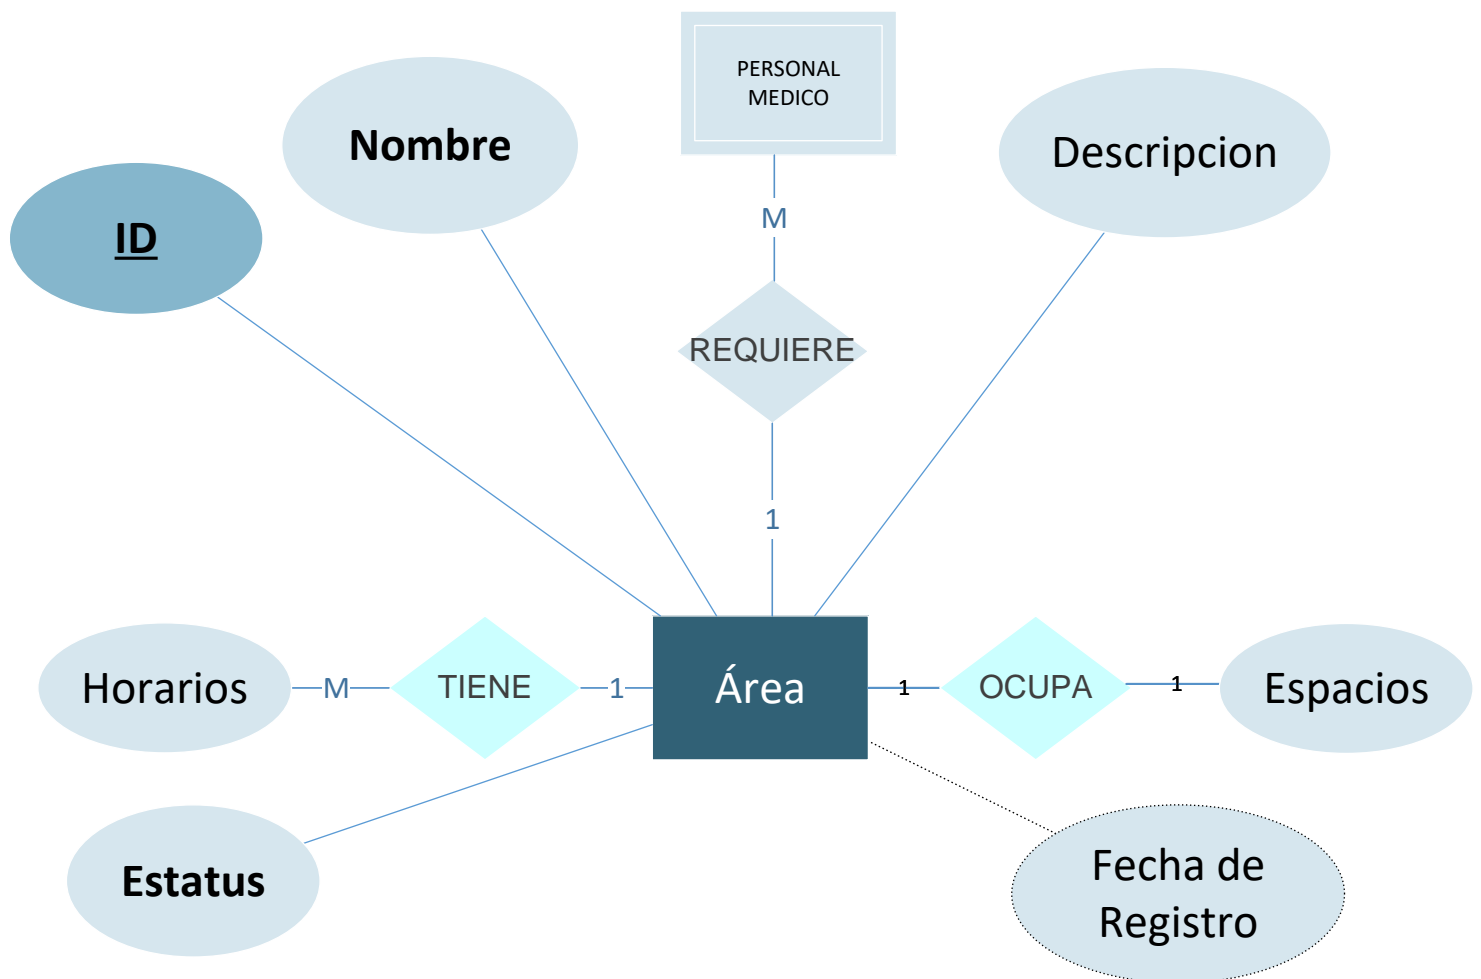 PERSONAL
MEDICO
Nombre
Descripcion
ID
M
REQUIERE
1
Horarios
M
TIENE
1
Área
1
OCUPA
1
Espacios
Estatus
Fecha de
Registro